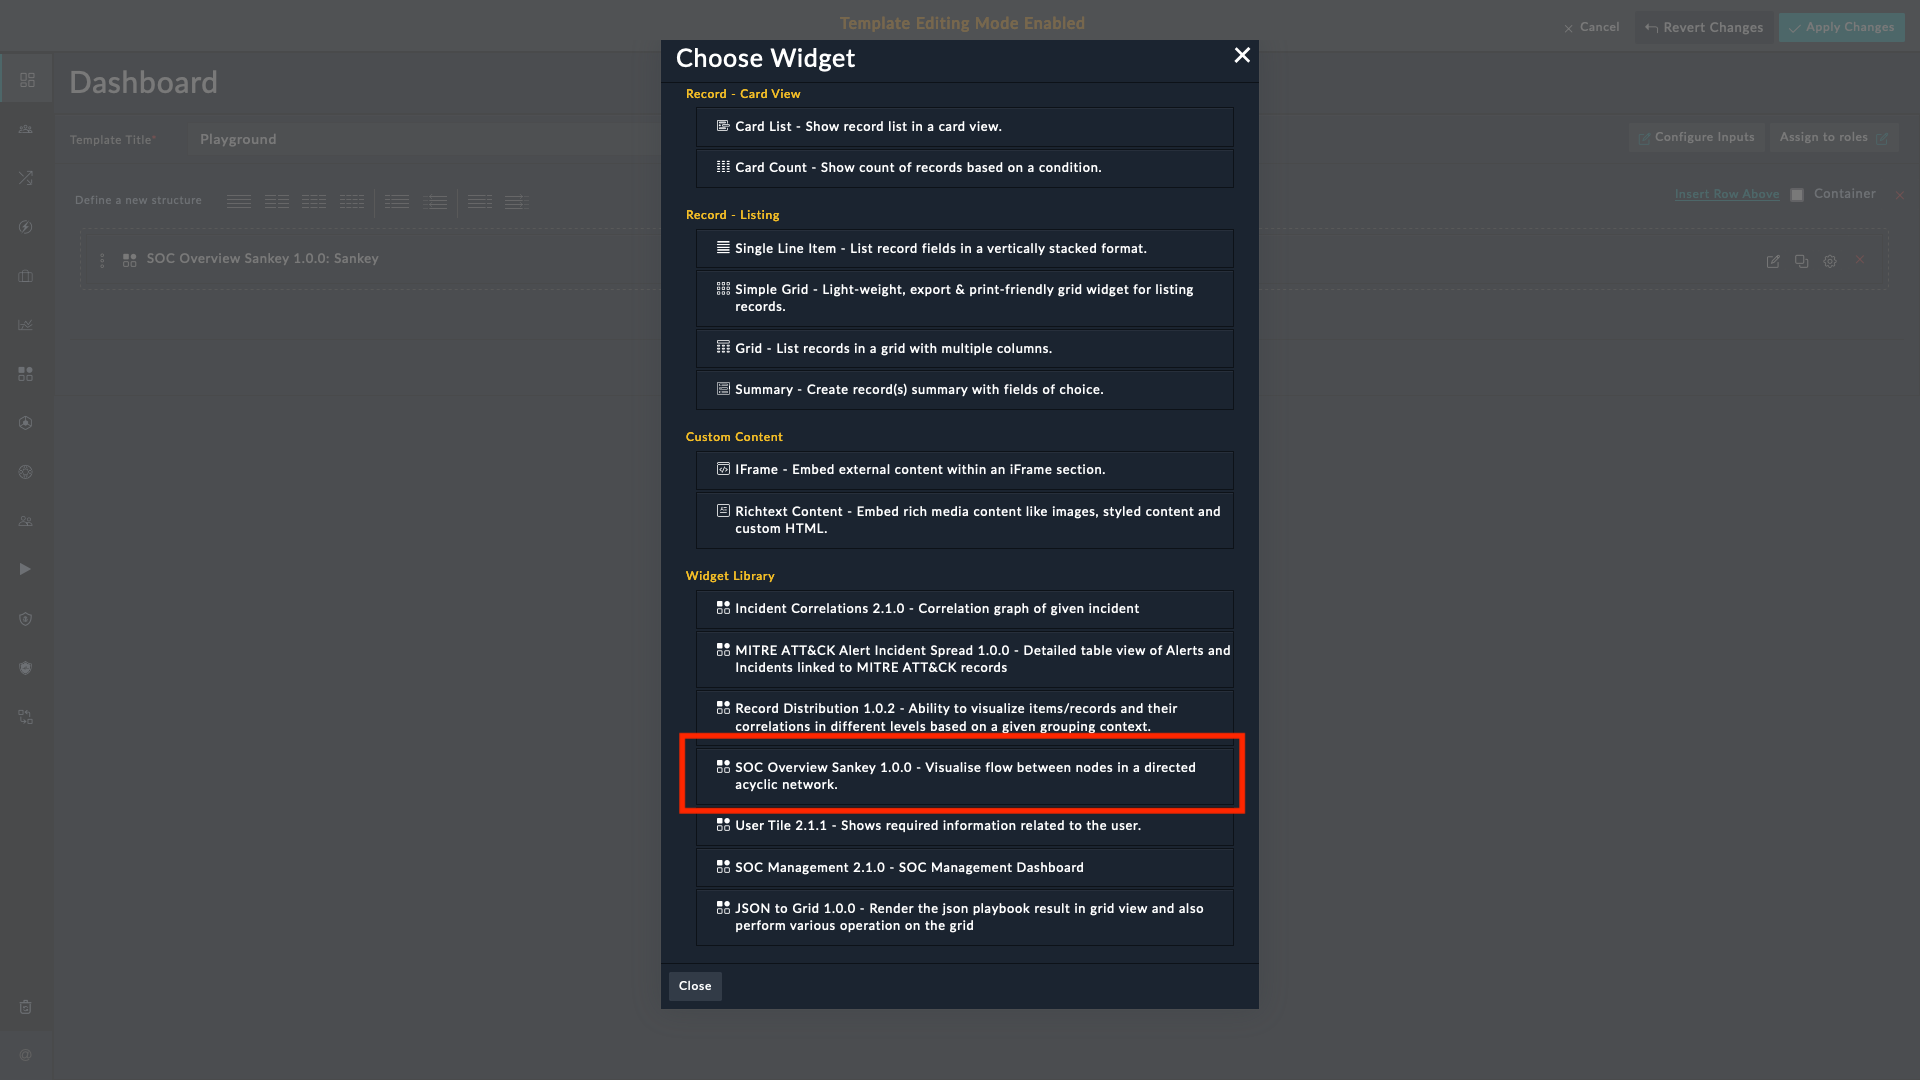 Template Editing Mode Enabled
Cancel
Revert Changes
Apply Changes
Choose Widget
Dashboard
Record - Card View
Card List - Show record list in a card view.
Template Title*
Playground
Configure Inputs
Assign to roles
Card Count - Show count of records based on a condition.
Define a new structure
Insert Row Above
Container
Record - Listing
Single Line Item - List record fields in a vertically stacked format.
SOC Overview Sankey 1.0.0: Sankey
Simple Grid - Light-weight, export & print-friendly grid widget for listing
records.
Grid - List records in a grid with multiple columns.
Summary - Create record(s) summary with fields of choice.
Custom Content
IFrame - Embed external content within an iFrame section.
Richtext Content - Embed rich media content like images, styled content and
custom HTML.
Widget Library
Incident Correlations 2.1.0 - Correlation graph of given incident
MITRE ATT&CK Alert Incident Spread 1.0.0 - Detailed table view of Alerts and
Incidents linked to MITRE ATT&CK records
Record Distribution 1.0.2 - Ability to visualize items/records and their
correlations in different levels based on a given grouping context.
SOC Overview Sankey 1.0.0 - Visualise flow between nodes in a directed
acyclic network.
User Tile 2.1.1 - Shows required information related to the user.
SOC Management 2.1.0 - SOC Management Dashboard
JSON to Grid 1.0.0 - Render the json playbook result in grid view and also
perform various operation on the grid
Close